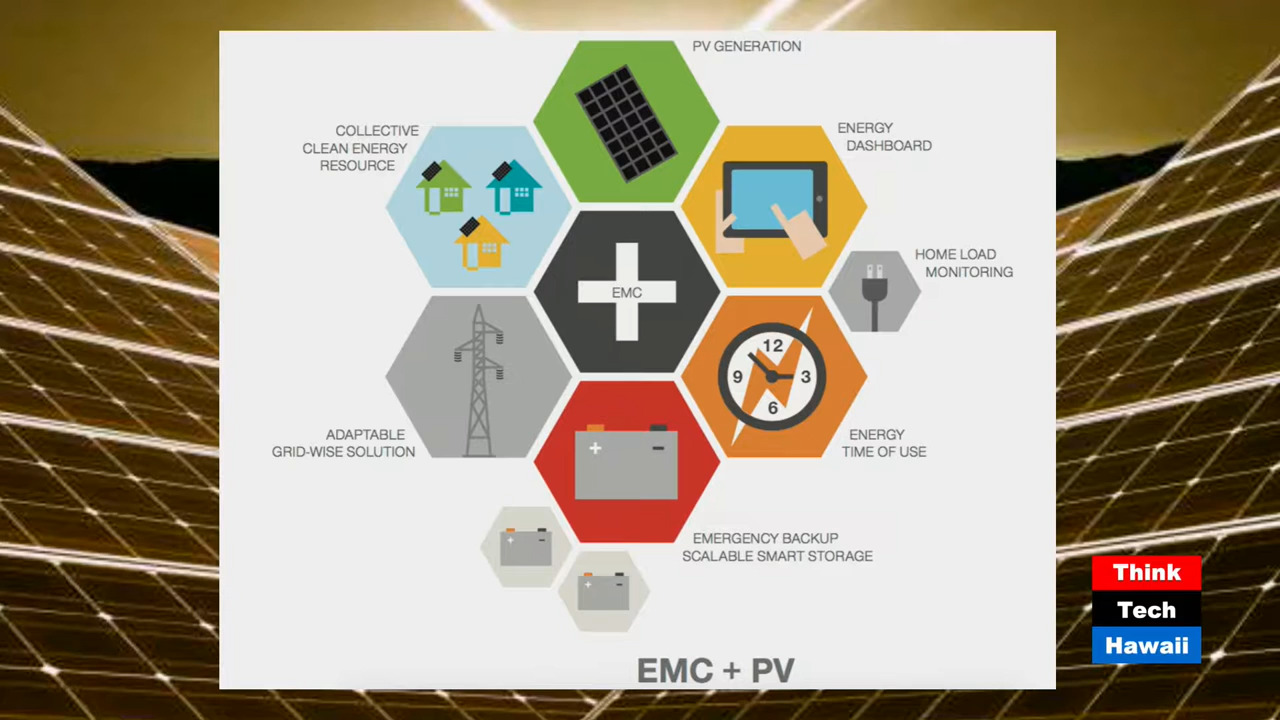 PV GENERATION
COLLECTIVE
CLEAN ENERGY
RESOURCE
ENERGY
DASHBOARD
EMC
HOME LOAD
MONITORING
12
9
3
6
ADAPTABLE
GRID-WISE SOLUTION
ENERGY
TIME OF USE
+ -
EMERGENCY BACKUP
SCALABLE SMART STORAGE
+ -
+ -
EMC + PV
Think
Tech
Hawaii